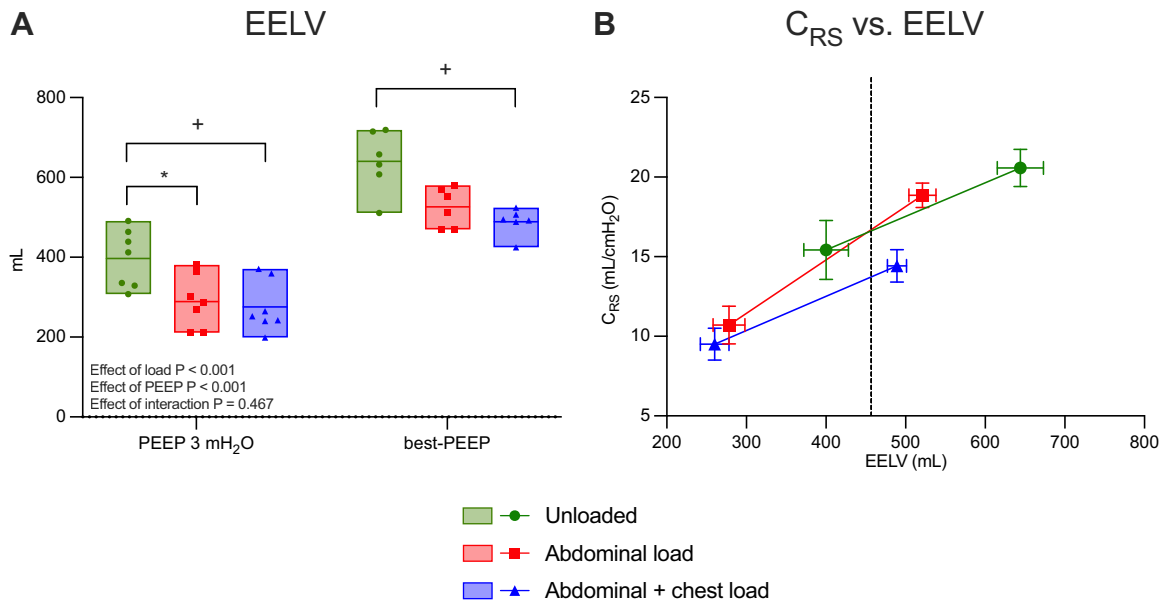 A
EELV
+
+
*
mL
800
600
400
200
0
Effect of load P < 0.001
Effect of PEEP P < 0.001
Effect of interaction P = 0.467
PEEP 3 mH₂O
best-PEEP
B
C_RS vs. EELV
C_RS (mL/cmH₂O)
25
20
15
10
5
200 300 400 500 600 700 800
EELV (mL)
Unloaded
Abdominal load
Abdominal + chest load